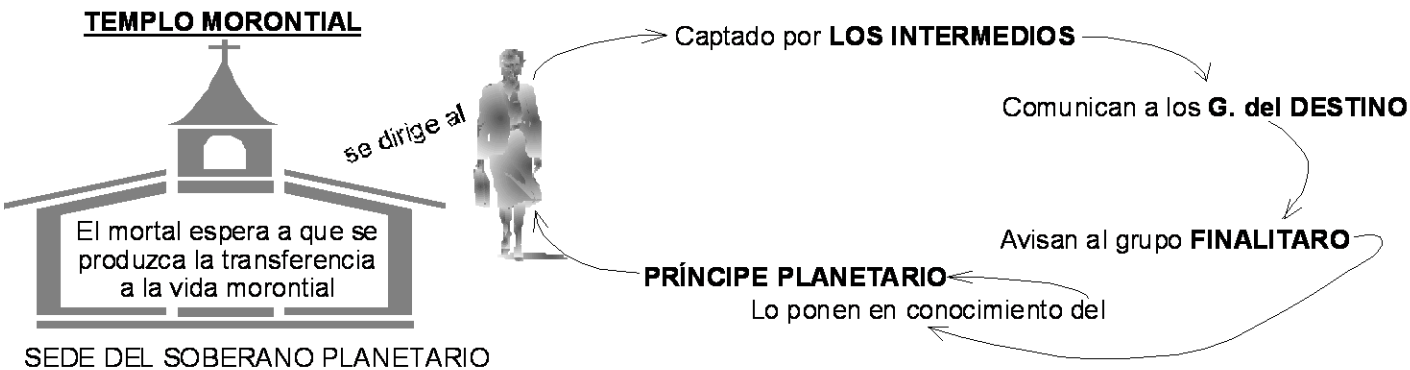 TEMPLO MORONTIAL
El mortal espera a que se
produzca la transferencia
a la vida morontial
SEDE DEL SOBERANO PLANETARIO
se dirige al
Captado por LOS INTERMEDIOS
Comunican a los G. del DESTINO
Avisan al grupo FINALITARO
Lo ponen en conocimiento del
PRÍNCIPE PLANETARIO